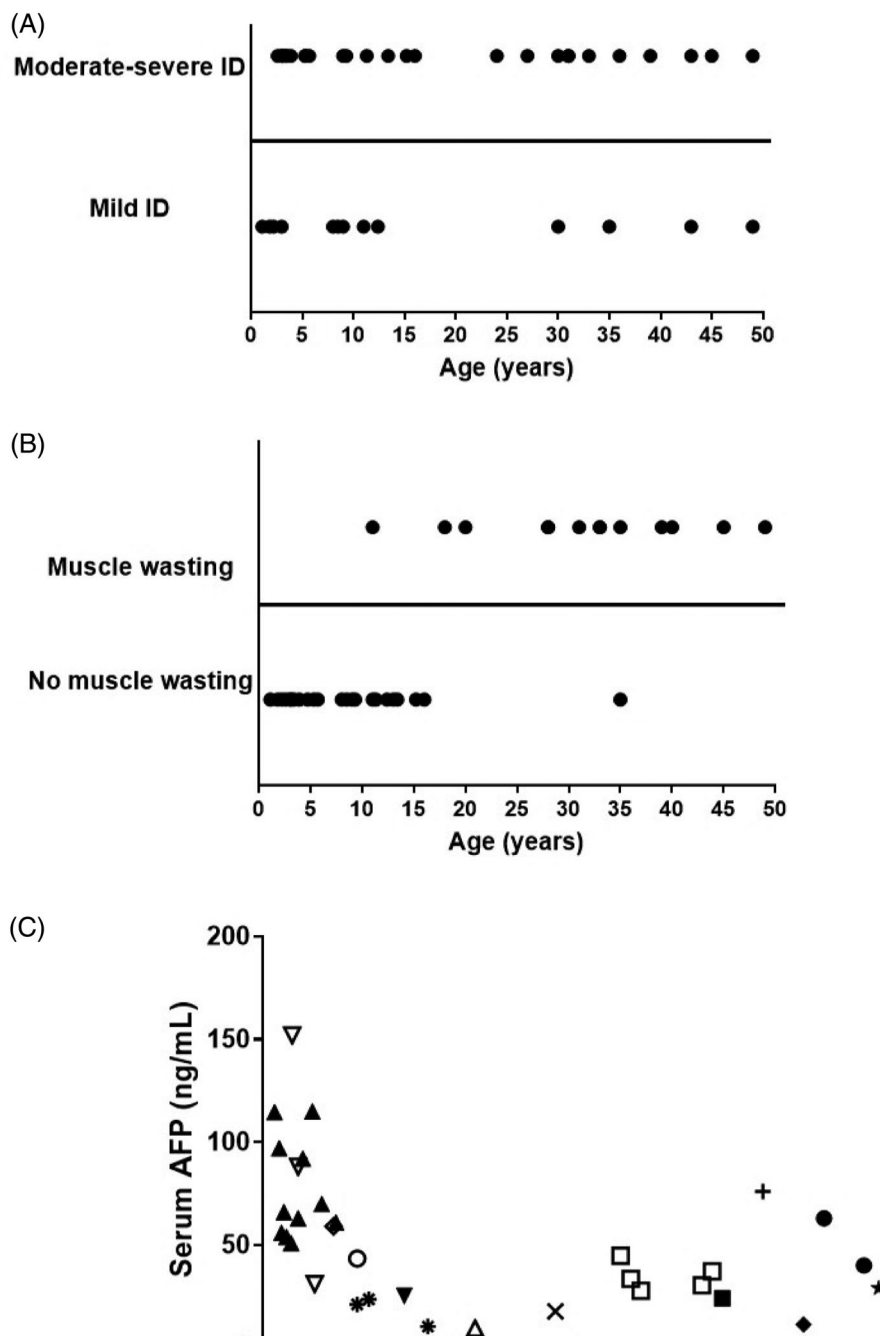 (A)
Moderate-severe ID
Mild ID
0 5 10 15 20 25 30 35 40 45 50
Age (years)
(B)
Muscle wasting
No muscle wasting
0 5 10 15 20 25 30 35 40 45 50
Age (years)
(C)
200
150
100
50
Serum AFP (ng/mL)